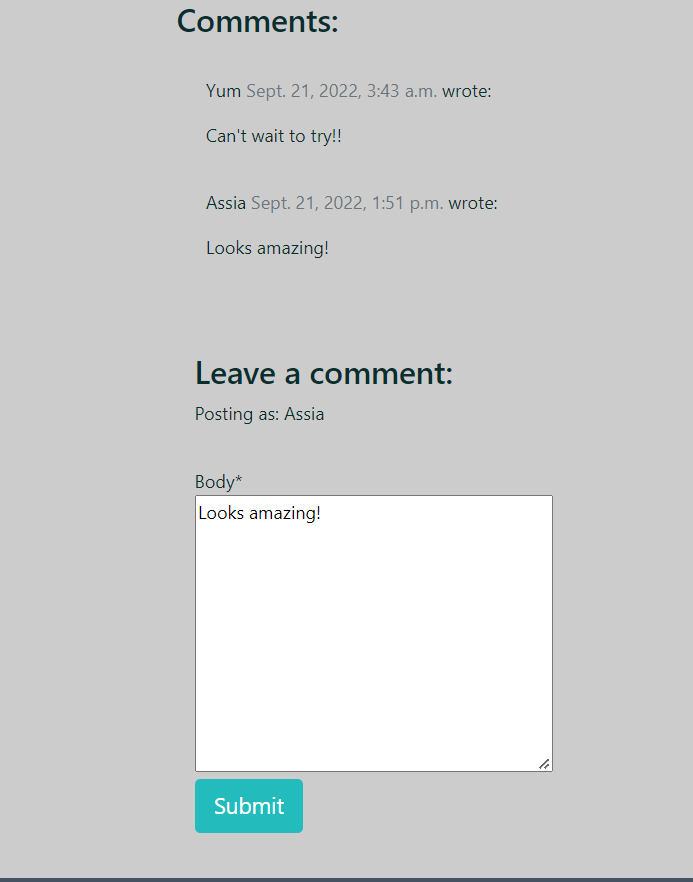 Comments:
Yum Sept. 21, 2022, 3:43 a.m. wrote:
Can't wait to try!!
Assia Sept. 21, 2022, 1:51 p.m. wrote:
Looks amazing!
Leave a comment:
Posting as: Assia
Body*
Looks amazing!
Submit